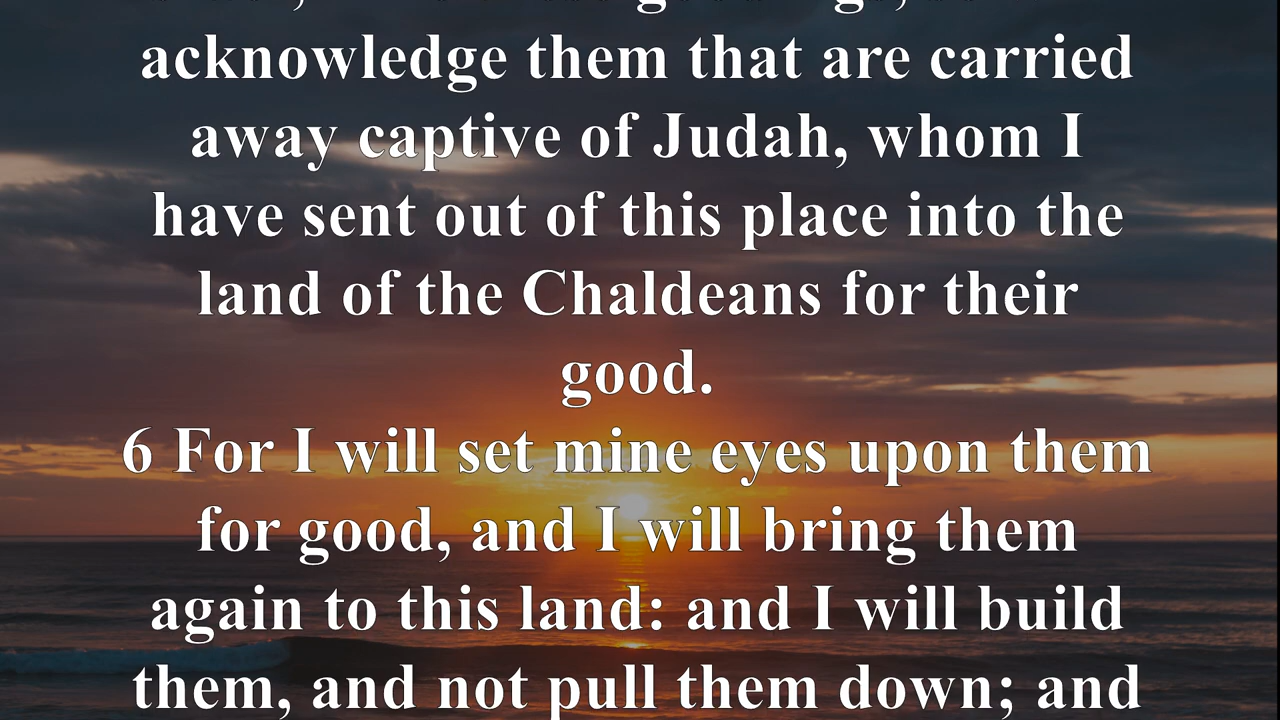 acknowledge them that are carried
away captive of Judah, whom I
have sent out of this place into the
land of the Chaldeans for their
good.
6 For I will set mine eyes upon them
for good, and I will bring them
again to this land: and I will build
them, and not pull them down; and